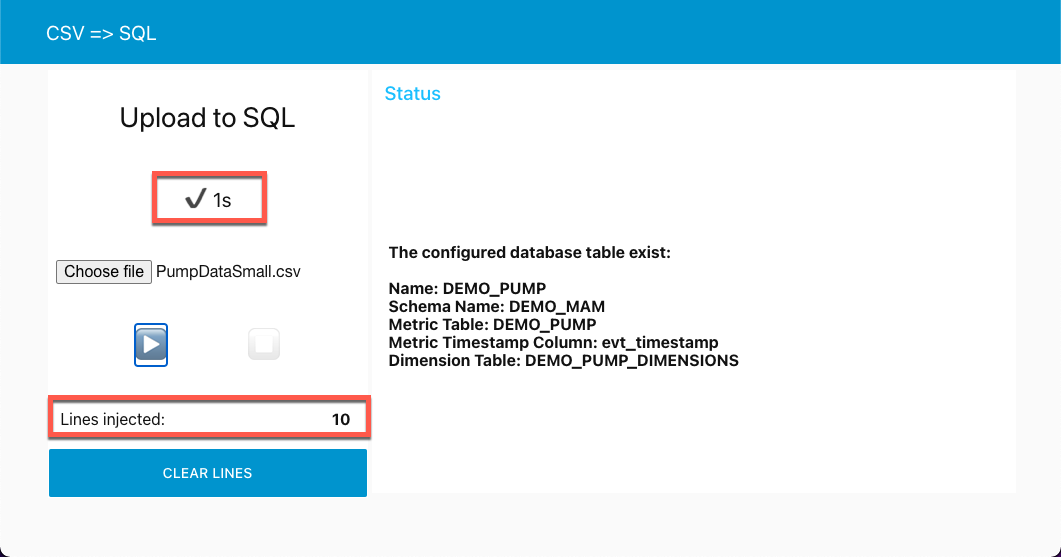 CSV => SQL
Upload to SQL
✔ 1s
Choose file PumpDataSmall.csv
Lines injected: 10
CLEAR LINES
Status
The configured database table exist:
Name: DEMO_PUMP
Schema Name: DEMO_MAM
Metric Table: DEMO_PUMP
Metric Timestamp Column: evt_timestamp
Dimension Table: DEMO_PUMP_DIMENSIONS